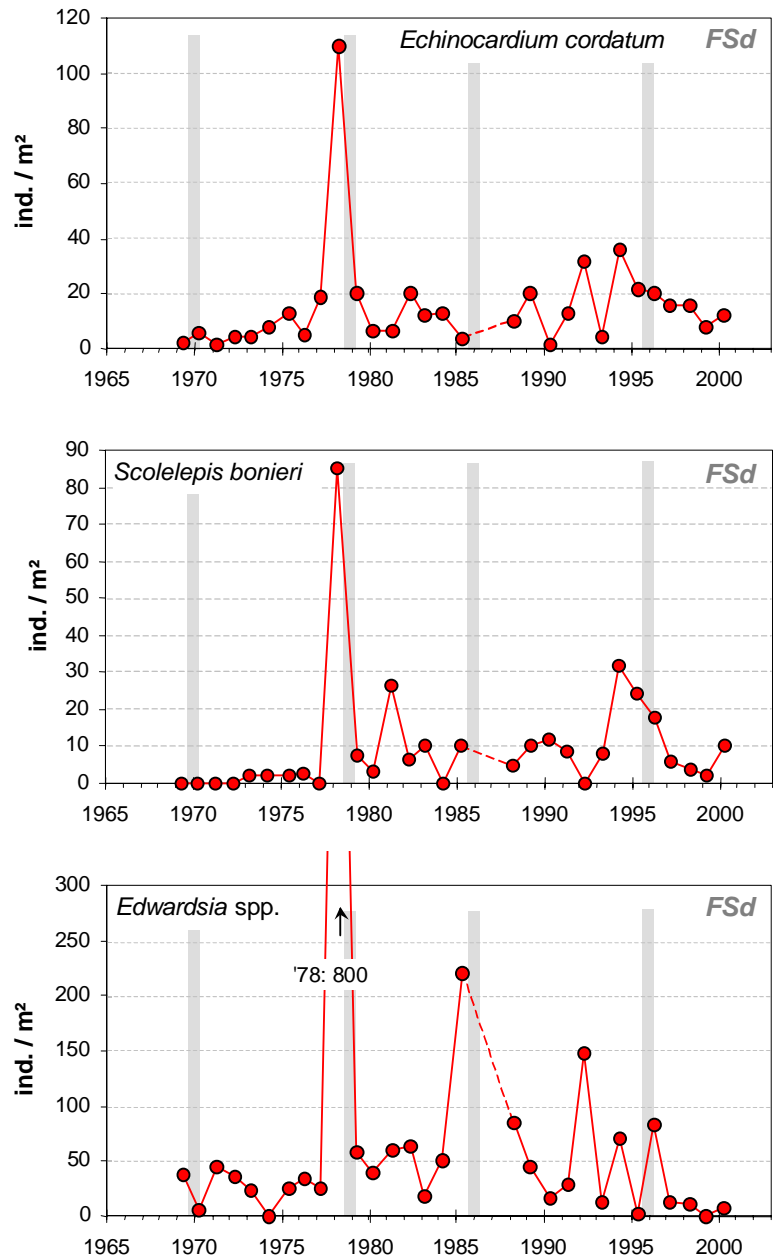 Echinocardium cordatum FSd
ind. / m²
120
100
80
60
40
20
0
1965 1970 1975 1980 1985 1990 1995 2000
Scolelepis bonieri FSd
ind. / m²
90
80
70
60
50
40
30
20
10
0
1965 1970 1975 1980 1985 1990 1995 2000
Edwardsia spp. FSd
ind. / m²
300
250
'78: 800
200
150
100
50
0
1965 1970 1975 1980 1985 1990 1995 2000